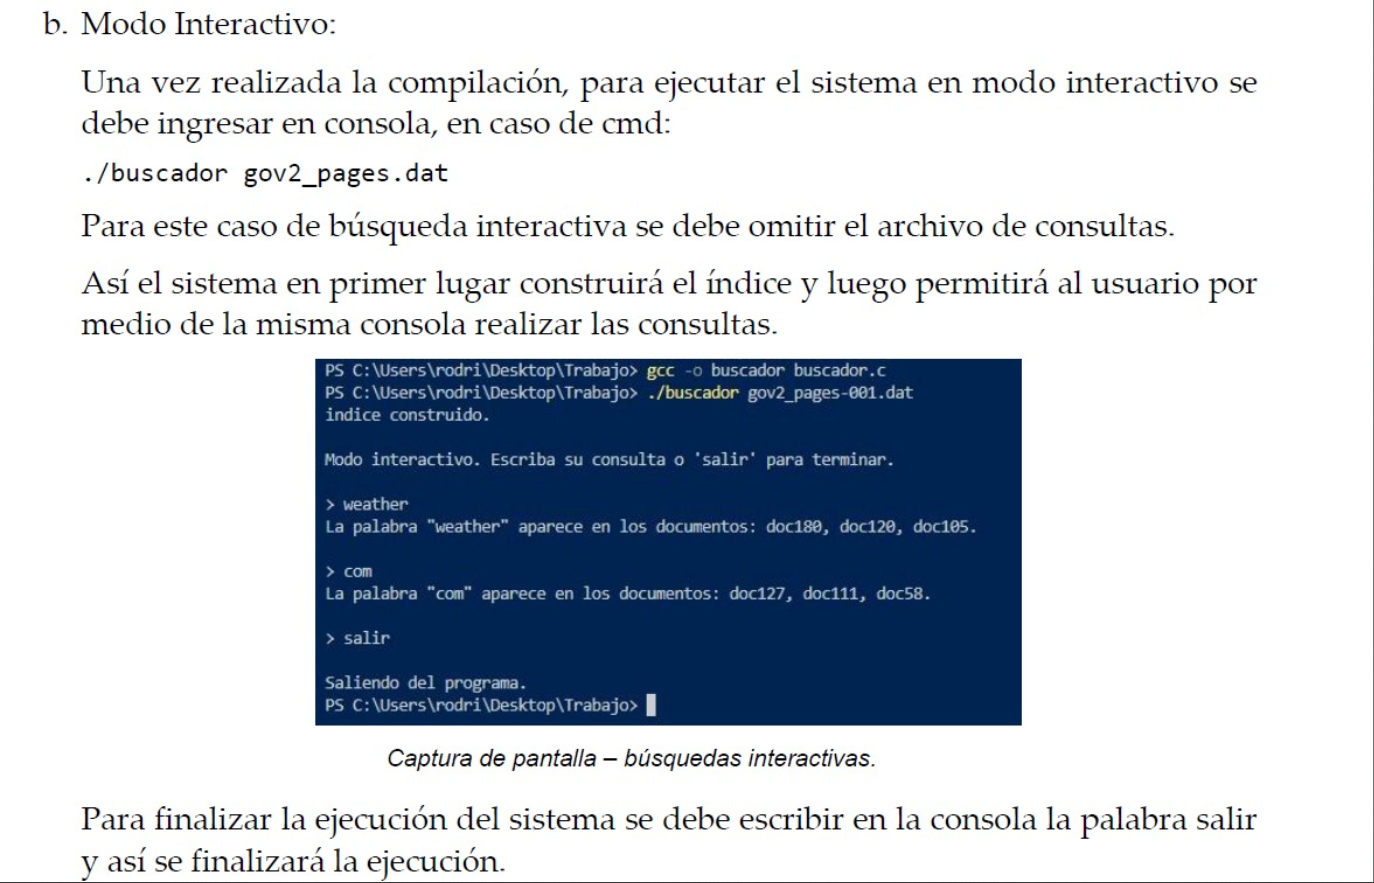 b. Modo Interactivo:
Una vez realizada la compilación, para ejecutar el sistema en modo interactivo se
debe ingresar en consola, en caso de cmd:
./buscador gov2_pages.dat
Para este caso de búsqueda interactiva se debe omitir el archivo de consultas.
Así el sistema en primer lugar construirá el índice y luego permitirá al usuario por
medio de la misma consola realizar las consultas.
PS C:\Users\rodri\Desktop\Trabajo> gcc -o buscador buscador.c
PS C:\Users\rodri\Desktop\Trabajo> ./buscador gov2_pages-001.dat
indice construido.
Modo interactivo. Escriba su consulta o 'salir' para terminar.
> weather
La palabra "weather" aparece en los documentos: doc180, doc120, doc105.
> com
La palabra "com" aparece en los documentos: doc127, doc111, doc58.
> salir
Saliendo del programa.
PS C:\Users\rodri\Desktop\Trabajo>
Captura de pantalla – búsquedas interactivas.
Para finalizar la ejecución del sistema se debe escribir en la consola la palabra salir
y así se finalizará la ejecución.